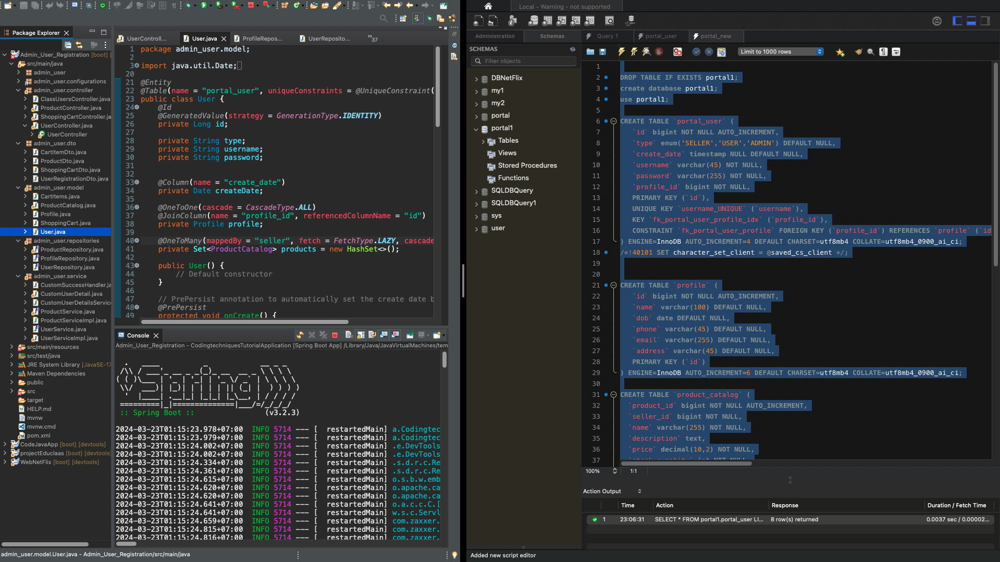 Package Explorer
Admin_User_Registration [boot] [
src/main/java
admin_user
admin_user.configurations
admin_user.controller
ClassUsersController.java
ProductController.java
ShoppingCartController.ja
UserController.java
UserController
admin_user.dto
CartItemDto.java
ProductDto.java
ShoppingCartDto.java
UserRegistrationDto.java
admin_user.model
CartItems.java
ProductCatalog.java
Profile.java
ShoppingCart.java
User.java
admin_user.repositories
ProductRepository.java
ProfileRepository.java
UserRepository.java
admin_user.service
CustomSuccessHandler.ja
CustomUserDetail.java
CustomUserDetailsService
ProductService.java
ProductServiceImpl.java
UserService.java
UserServiceImpl.java
src/main/resources
src/test/java
JRE System Library [JavaSE-17
Maven Dependencies
public
src
target
HELP.md
mvnw
mvnw.cmd
pom.xml
CodeJavaApp [boot] [devtools]
projectEduclaas [boot] [devtools]
WebNetFlix [boot] [devtools]
admin_user.model.User.java - Admin_User_Registration/src/main/java
UserControll... User.java ProfileRepos... UserReposito... »37
1 package admin_user.model;
2
3 import java.util.Date;
20
21 @Entity
22 @Table(name = "portal_user", uniqueConstraints = @UniqueConstraint(
23 public class User {
24 @Id
25 @GeneratedValue(strategy = GenerationType.IDENTITY)
26 private Long id;
27
28 private String type;
29 private String username;
30 private String password;
31
32
33 @Column(name = "create_date")
34 private Date createDate;
35
36 @OneToOne(cascade = CascadeType.ALL)
37 @JoinColumn(name = "profile_id", referencedColumnName = "id")
38 private Profile profile;
39
40 @OneToMany(mappedBy = "seller", fetch = FetchType.LAZY, cascade
41 private Set<ProductCatalog> products = new HashSet<>();
42
43 public User() {
44 // Default constructor
45 }
46
47 // PrePersist annotation to automatically set the create date b
48 @PrePersist
49 protected void onCreate() {
Console
Admin_User_Registration - CodingtechniquesTutorialApplication [Spring Boot App] /Library/Java/JavaVirtualMachines/tem
:: Spring Boot :: (v3.2.3)
2024-03-23T01:15:23.978+07:00 INFO 5714 --- [ restartedMain] a.Codingtec
2024-03-23T01:15:23.979+07:00 INFO 5714 --- [ restartedMain] a.Codingtec
2024-03-23T01:15:24.002+07:00 INFO 5714 --- [ restartedMain] .e.DevTools
2024-03-23T01:15:24.002+07:00 INFO 5714 --- [ restartedMain] .e.DevTools
2024-03-23T01:15:24.334+07:00 INFO 5714 --- [ restartedMain] .s.d.r.c.Re
2024-03-23T01:15:24.361+07:00 INFO 5714 --- [ restartedMain] .s.d.r.c.Re
2024-03-23T01:15:24.615+07:00 INFO 5714 --- [ restartedMain] o.s.b.w.emb
2024-03-23T01:15:24.620+07:00 INFO 5714 --- [ restartedMain] o.apache.ca
2024-03-23T01:15:24.620+07:00 INFO 5714 --- [ restartedMain] o.apache.ca
2024-03-23T01:15:24.641+07:00 INFO 5714 --- [ restartedMain] o.a.c.c.C.[
2024-03-23T01:15:24.641+07:00 INFO 5714 --- [ restartedMain] w.s.c.Servl
2024-03-23T01:15:24.659+07:00 INFO 5714 --- [ restartedMain] com.zaxxer.
2024-03-23T01:15:24.815+07:00 INFO 5714 --- [ restartedMain] com.zaxxer.
2024-03-23T01:15:24.816+07:00 INFO 5714 --- [ restartedMain] com.zaxxer.
Local - Warning - not supported
Administration Schemas
SCHEMAS
Filter objects
DBNetFlix
my1
my2
portal
portal1
Tables
Views
Stored Procedures
Functions
SQLDBQuery
SQLDBQuery1
sys
user
Query 1 portal_user portal_new
Limit to 1000 rows
1
2 DROP TABLE IF EXISTS portal1;
3 create database portal1;
4 use portal1;
5
6 CREATE TABLE `portal_user` (
7 `id` bigint NOT NULL AUTO_INCREMENT,
8 `type` enum('SELLER','USER','ADMIN') DEFAULT NULL,
9 `create_date` timestamp NULL DEFAULT NULL,
10 `username` varchar(45) NOT NULL,
11 `password` varchar(255) NOT NULL,
12 `profile_id` bigint NOT NULL,
13 PRIMARY KEY (`id`),
14 UNIQUE KEY `username_UNIQUE` (`username`),
15 KEY `fk_portal_user_profile_idx` (`profile_id`),
16 CONSTRAINT `fk_portal_user_profile` FOREIGN KEY (`profile_id`) REFERENCES `profile` (`id
17 ) ENGINE=InnoDB AUTO_INCREMENT=4 DEFAULT CHARSET=utf8mb4 COLLATE=utf8mb4_0900_ai_ci;
18 /*!40101 SET character_set_client = @saved_cs_client */;
19
20
21 CREATE TABLE `profile` (
22 `id` bigint NOT NULL AUTO_INCREMENT,
23 `name` varchar(100) DEFAULT NULL,
24 `dob` date DEFAULT NULL,
25 `phone` varchar(45) DEFAULT NULL,
26 `email` varchar(255) DEFAULT NULL,
27 `address` varchar(45) DEFAULT NULL,
28 PRIMARY KEY (`id`)
29 ) ENGINE=InnoDB AUTO_INCREMENT=6 DEFAULT CHARSET=utf8mb4 COLLATE=utf8mb4_0900_ai_ci;
30
31 CREATE TABLE `product_catalog` (
32 `product_id` bigint NOT NULL AUTO_INCREMENT,
33 `seller_id` bigint NOT NULL,
34 `name` varchar(255) NOT NULL,
35 `description` text,
36 `price` decimal(10,2) NOT NULL,
37 `stock_quantity` int NOT NULL
100% 1:1
Action Output
Time Action Response Duration / Fetch Time
1 23:06:31 SELECT * FROM portal1.portal_user LI... 8 row(s) returned 0.0037 sec / 0.00002...
Added new script editor